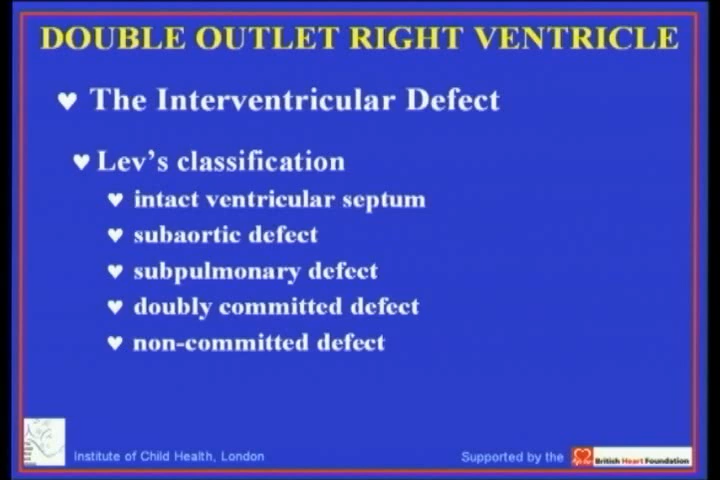 DOUBLE OUTLET RIGHT VENTRICLE
The Interventricular Defect
Lev's classification
intact ventricular septum
subaortic defect
subpulmonary defect
doubly committed defect
non-committed defect
Institute of Child Health, London
Supported by the
British Heart Foundation